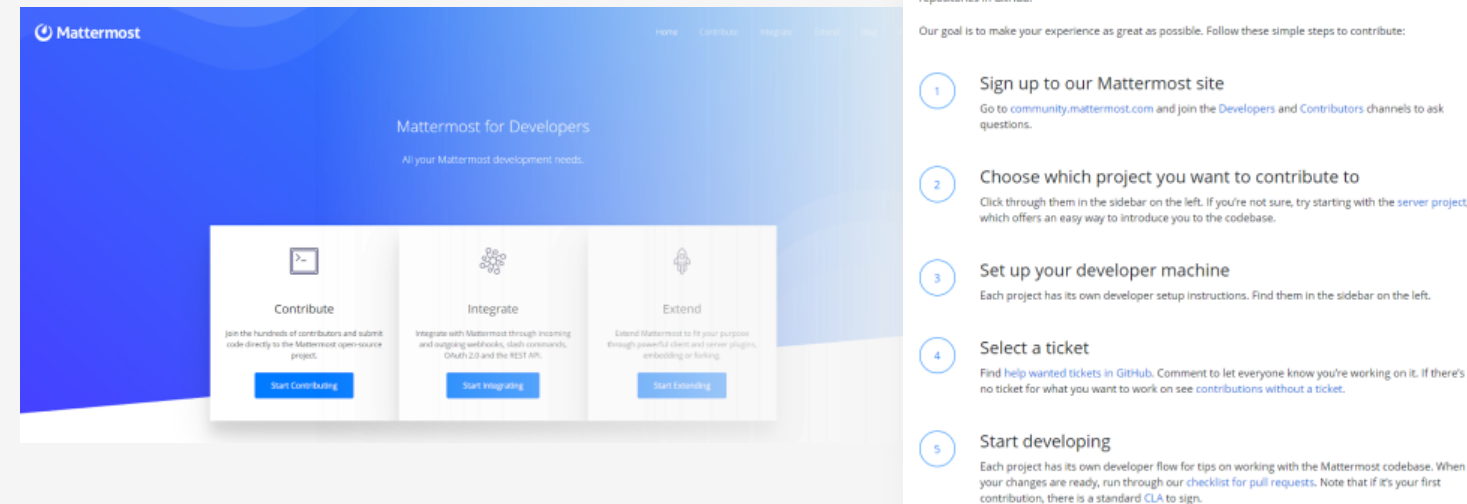 Mattermost
Home Contribute Integrate Extend Blog
Mattermost for Developers
All your Mattermost development needs.
>_
Contribute
Join the hundreds of contributors and submit
code directly to the Mattermost open-source
project.
Start Contributing
Integrate
Integrate with Mattermost through incoming
and outgoing webhooks, slash commands,
OAuth 2.0 and the REST API.
Start Integrating
Extend
Extend Mattermost to fit your purpose
through powerful client and server plugins,
embedding or forking.
Start Extending
repositories in GitHub.
Our goal is to make your experience as great as possible. Follow these simple steps to contribute:
1
Sign up to our Mattermost site
Go to community.mattermost.com and join the Developers and Contributors channels to ask
questions.
2
Choose which project you want to contribute to
Click through them in the sidebar on the left. If you're not sure, try starting with the server project
which offers an easy way to introduce you to the codebase.
3
Set up your developer machine
Each project has its own developer setup instructions. Find them in the sidebar on the left.
4
Select a ticket
Find help wanted tickets in GitHub. Comment to let everyone know you're working on it. If there's
no ticket for what you want to work on see contributions without a ticket.
5
Start developing
Each project has its own developer flow for tips on working with the Mattermost codebase. When
your changes are ready, run through our checklist for pull requests. Note that if it's your first
contribution, there is a standard CLA to sign.